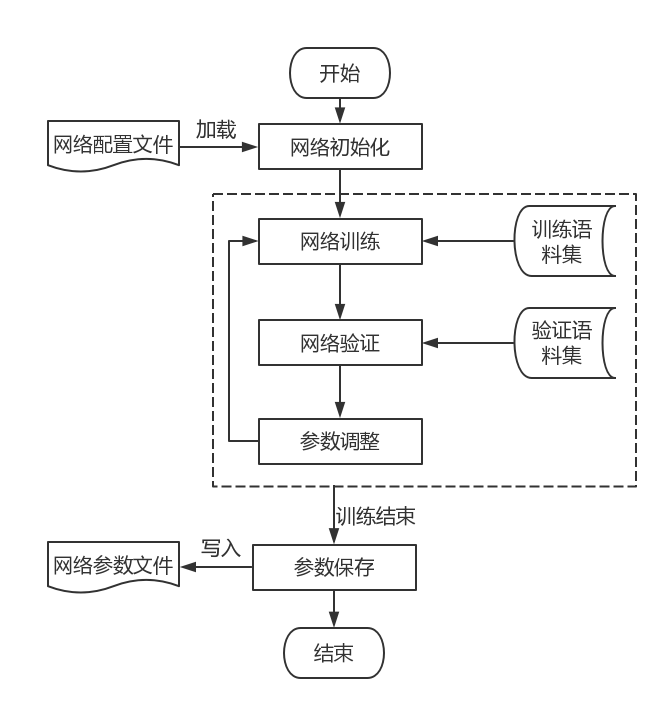 开始
加载
网络配置文件
网络初始化
网络训练
训练语
料集
网络验证
验证语
料集
参数调整
训练结束
写入
网络参数文件
参数保存
结束